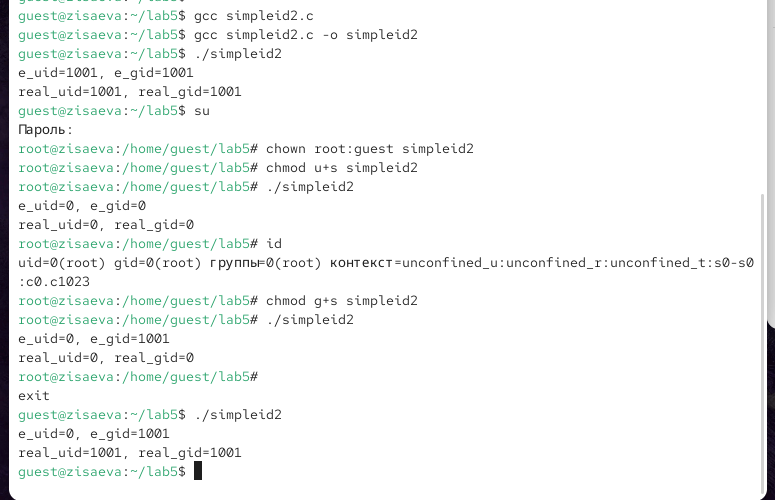 guest@zisaeva:~/lab5$ gcc simpleid2.c
guest@zisaeva:~/lab5$ gcc simpleid2.c -o simpleid2
guest@zisaeva:~/lab5$ ./simpleid2
e_uid=1001, e_gid=1001
real_uid=1001, real_gid=1001
guest@zisaeva:~/lab5$ su
Пароль:
root@zisaeva:/home/guest/lab5# chown root:guest simpleid2
root@zisaeva:/home/guest/lab5# chmod u+s simpleid2
root@zisaeva:/home/guest/lab5# ./simpleid2
e_uid=0, e_gid=0
real_uid=0, real_gid=0
root@zisaeva:/home/guest/lab5# id
uid=0(root) gid=0(root) группы=0(root) контекст=unconfined_u:unconfined_r:unconfined_t:s0-s0
:c0.c1023
root@zisaeva:/home/guest/lab5# chmod g+s simpleid2
root@zisaeva:/home/guest/lab5# ./simpleid2
e_uid=0, e_gid=1001
real_uid=0, real_gid=0
root@zisaeva:/home/guest/lab5#
exit
guest@zisaeva:~/lab5$ ./simpleid2
e_uid=0, e_gid=1001
real_uid=1001, real_gid=1001
guest@zisaeva:~/lab5$